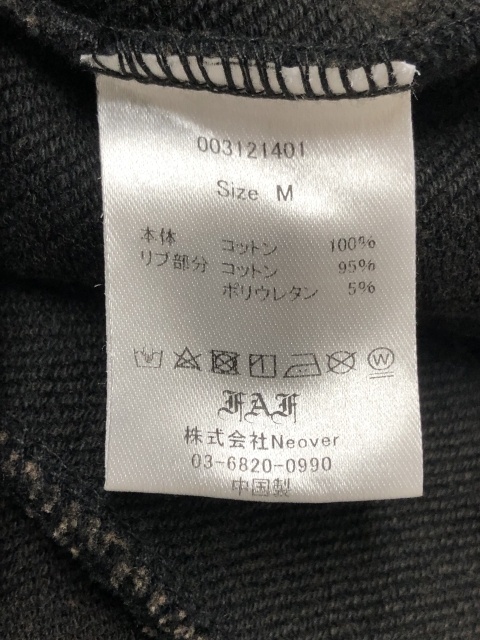 003121401
Size M
本体 コットン 100%
リブ部分 コットン 95%
ポリウレタン 5%
W
FAF
株式会社Neover
03-6820-0990
中国製